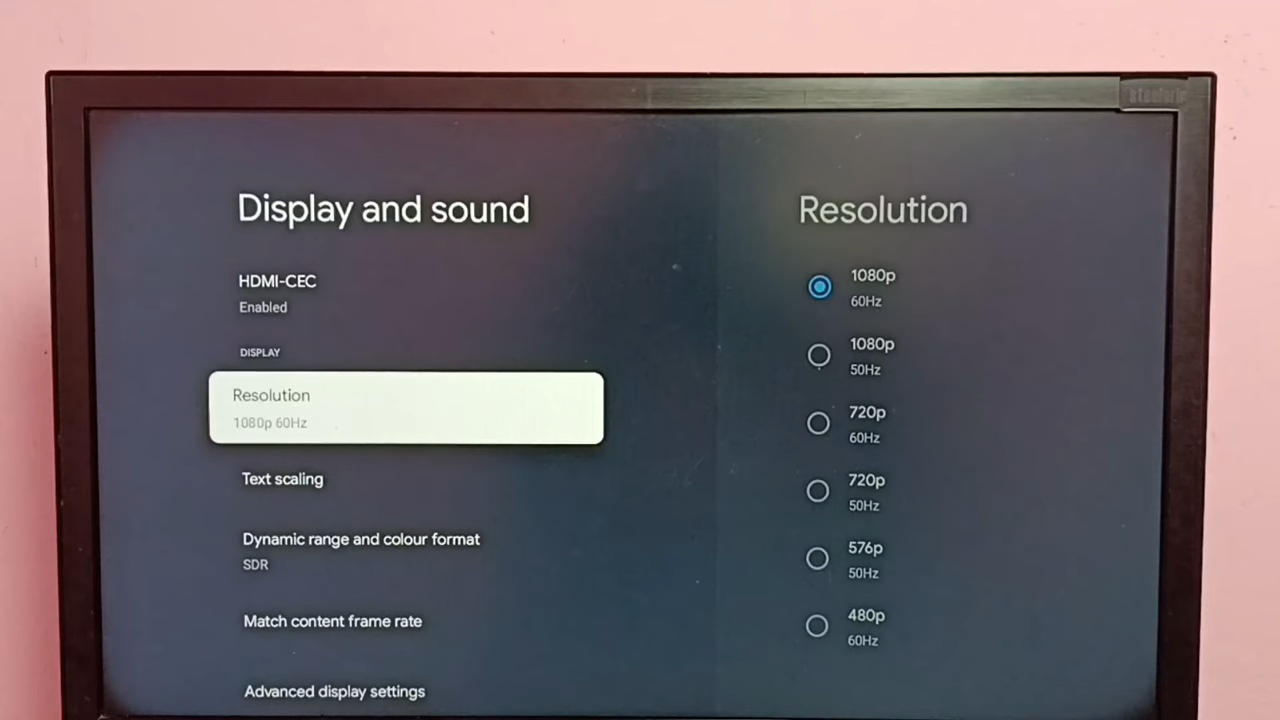 Display and sound
HDMI-CEC
Enabled
DISPLAY
Resolution
1080p 60Hz
Text scaling
Dynamic range and colour format
SDR
Match content frame rate
Advanced display settings
Resolution
1080p
60Hz
1080p
50Hz
720p
60Hz
720p
50Hz
576p
50Hz
480p
60Hz